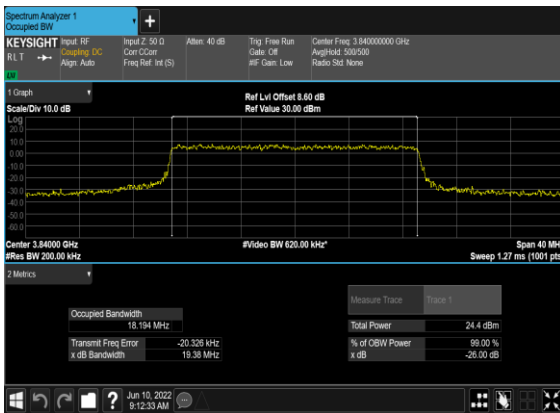 Spectrum Analyzer 1
Occupied BW
+
KEYSIGHT Input: RF Input Z: 50 Ω Atten: 40 dB Trig: Free Run Center Freq: 3.840000000 GHz
RLT Coupling: DC Corr CCorr Gate: Off Avg|Hold: 500/500
Align: Auto Freq Ref: Int (S) #IF Gain: Low Radio Std: None
LV
1 Graph
Ref Lvl Offset 8.60 dB
Scale/Div 10.0 dB Ref Value 30.00 dBm
Log
20.0
10.0
0.00
-10.0
-20.0
-30.0
-40.0
-50.0
-60.0
Center 3.84000 GHz #Video BW 620.00 kHz* Span 40 MH
#Res BW 200.00 kHz Sweep 1.27 ms (1001 pts
2 Metrics
Measure Trace Trace 1
Occupied Bandwidth
18.194 MHz Total Power 24.4 dBm
Transmit Freq Error -20.326 kHz % of OBW Power 99.00 %
x dB Bandwidth 19.38 MHz x dB -26.00 dB
? Jun 10, 2022
9:12:33 AM